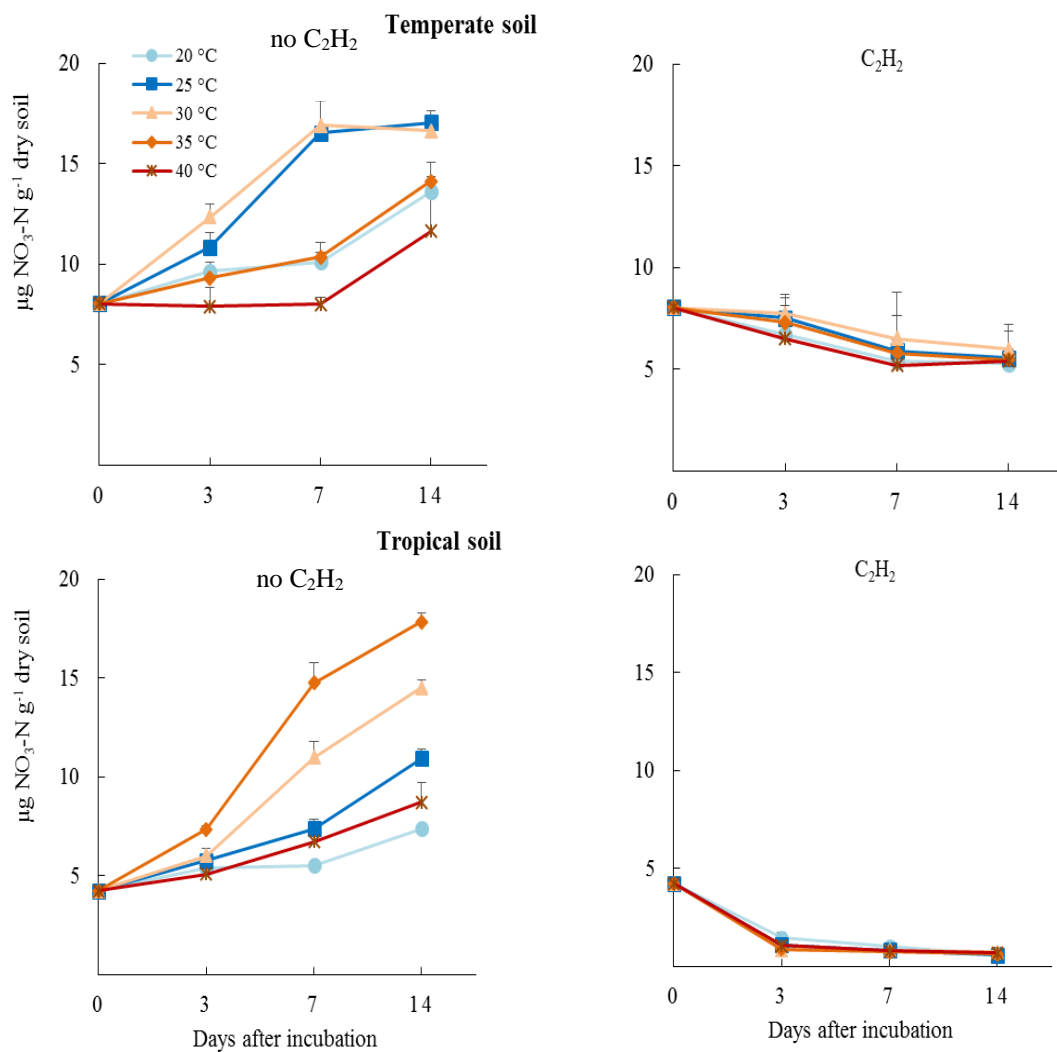 Temperate soil
no C₂H₂
C₂H₂
20 °C
25 °C
30 °C
35 °C
40 °C
µg NO₃-N g⁻¹ dry soil
20
15
10
5
0 3 7 14
20
15
10
5
0 3 7 14
Tropical soil
no C₂H₂
C₂H₂
µg NO₃-N g⁻¹ dry soil
20
15
10
5
0 3 7 14
Days after incubation
20
15
10
5
0 3 7 14
Days after incubation